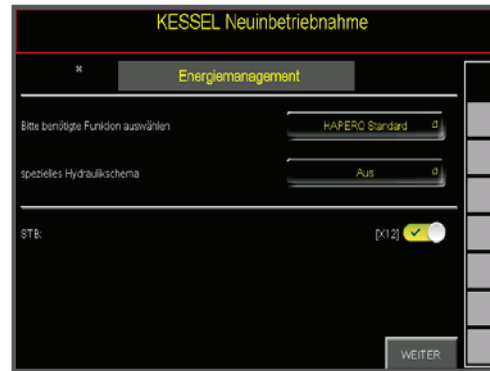 KESSEL Neuinbetriebnahme
Energiemanagement
Bitte benötigte Funktion auswählen
HAPERO Standard
spezielles Hydraulikschema
Aus
STB:
[X12]
WEITER